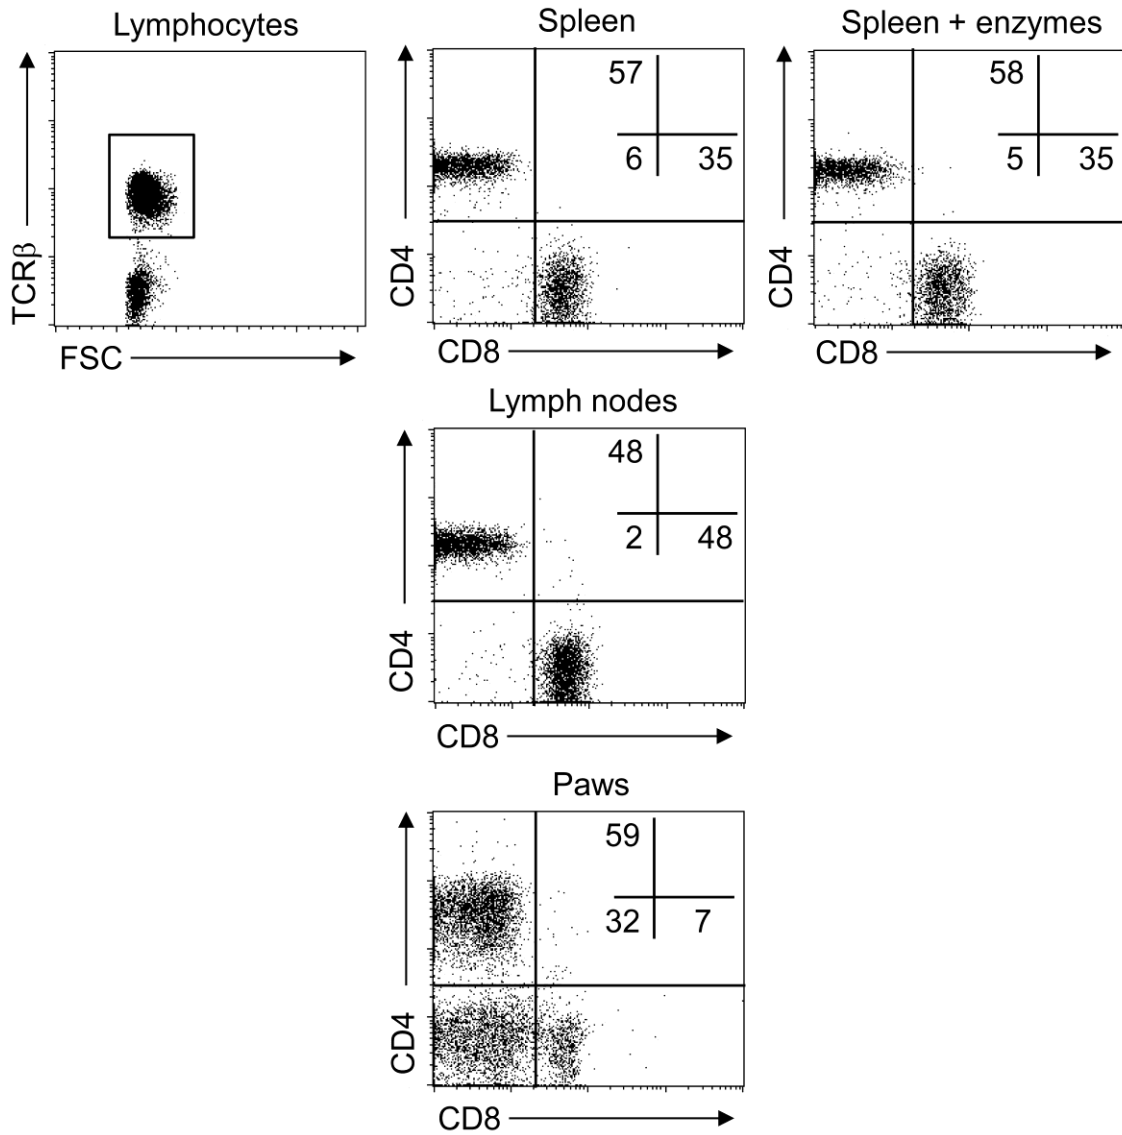 Lymphocytes
TCRβ
FSC
Spleen
57
6 35
CD4
CD8
Spleen + enzymes
58
5 35
CD4
CD8
Lymph nodes
48
2 48
CD4
CD8
Paws
59
32 7
CD4
CD8